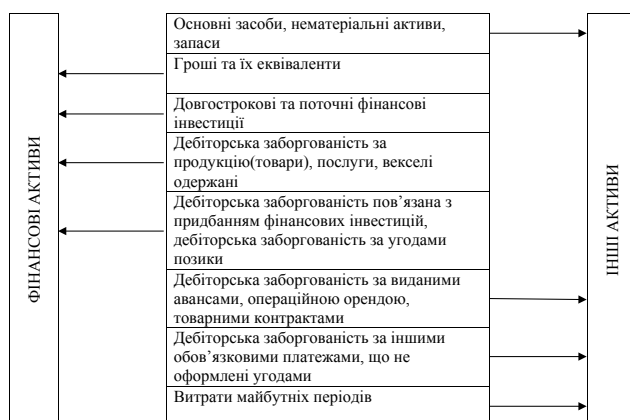 ФІНАНСОВІ АКТИВИ
Основні засоби, нематеріальні активи,
запаси
Гроші та їх еквіваленти
Довгострокові та поточні фінансові
інвестиції
Дебіторська заборгованість за
продукцію(товари), послуги, векселі
одержані
Дебіторська заборгованість пов’язана з
придбанням фінансових інвестицій,
дебіторська заборгованість за угодами
позики
Дебіторська заборгованість за виданими
авансами, операційною орендою,
товарними контрактами
Дебіторська заборгованість за іншими
обов’язковими платежами, що не
оформлені угодами
Витрати майбутніх періодів
ІНШІ АКТИВИ